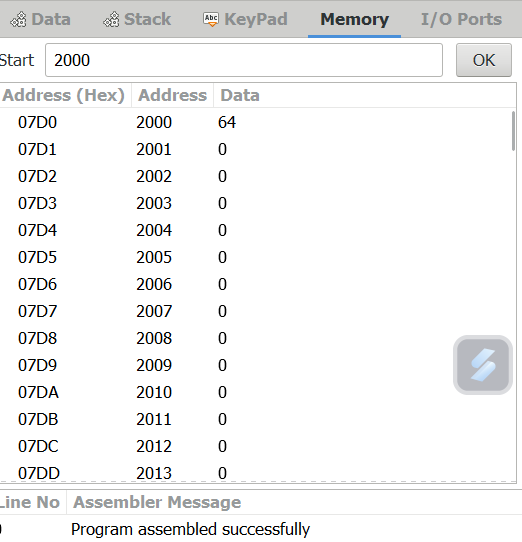 Data Stack Abc KeyPad Memory I/O Ports
Start 2000 OK
Address (Hex) Address Data
07D0 2000 64
07D1 2001 0
07D2 2002 0
07D3 2003 0
07D4 2004 0
07D5 2005 0
07D6 2006 0
07D7 2007 0
07D8 2008 0
07D9 2009 0
07DA 2010 0
07DB 2011 0
07DC 2012 0
07DD 2013 0
Line No Assembler Message
0 Program assembled successfully